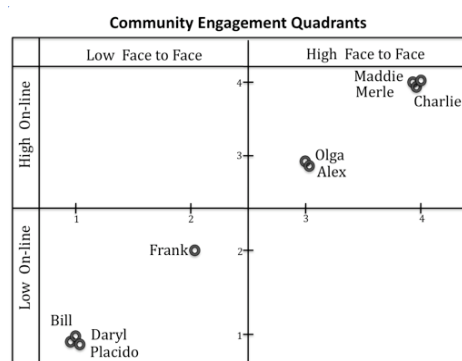 Community Engagement Quadrants
Low Face to Face
High Face to Face
High On-line
4
Maddie
Merle
Charlie
3
Olga
Alex
1
2
3
4
Low On-line
Frank
2
Bill
Daryl
Placido
1